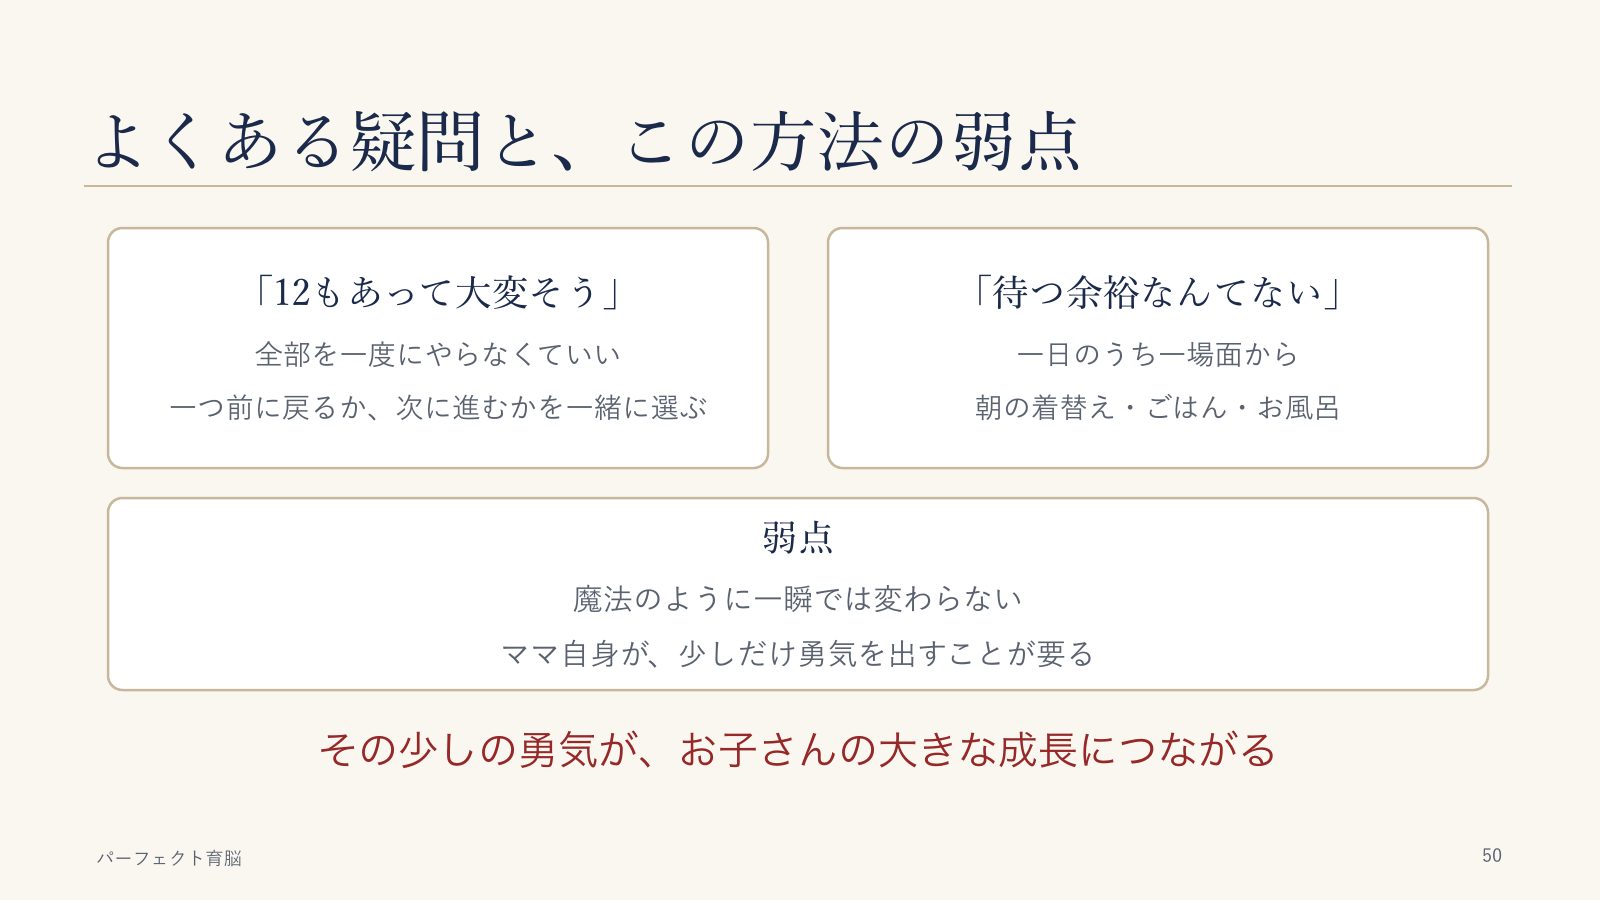 よくある疑問と、この方法の弱点
「12もあって大変そう」
全部を一度にやらなくていい
一つ前に戻るか、次に進むかを一緒に選ぶ
「待つ余裕なんてない」
一日のうち一場面から
朝の着替え・ごはん・お風呂
弱点
魔法のように一瞬では変わらない
ママ自身が、少しだけ勇気を出すことが要る
その少しの勇気が、お子さんの大きな成長につながる
パーフェクト育脳
50